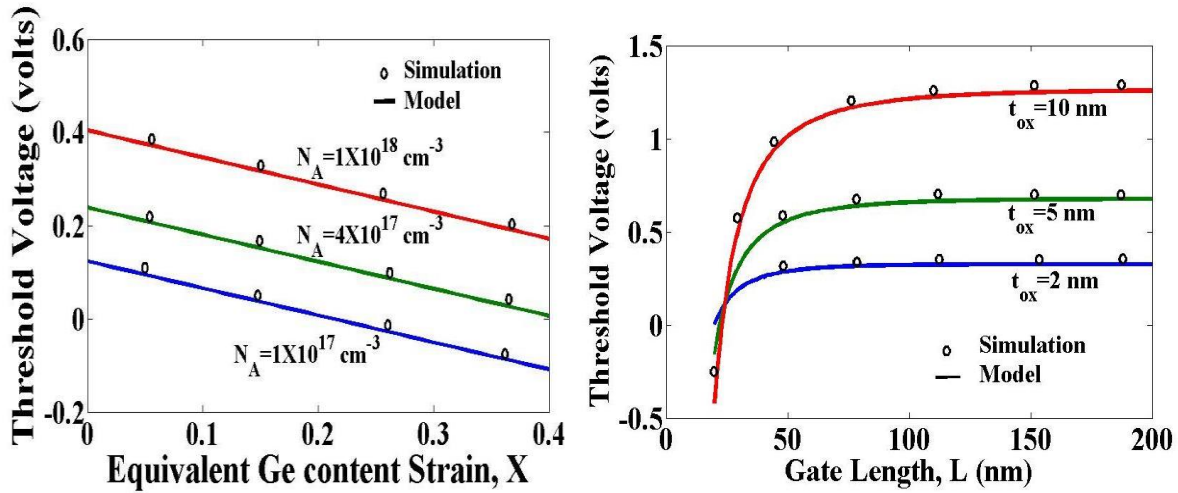 Threshold Voltage (volts)
0.6
0.4
0.2
0
-0.2
o Simulation
Model
N_A=1X10^18 cm^-3
N_A=4X10^17 cm^-3
N_A=1X10^17 cm^-3
0 0.1 0.2 0.3 0.4
Equivalent Ge content Strain, X
Threshold Voltage (volts)
1.5
1
0.5
0
-0.5
t_ox=10 nm
t_ox=5 nm
t_ox=2 nm
o Simulation
Model
0 50 100 150 200
Gate Length, L (nm)